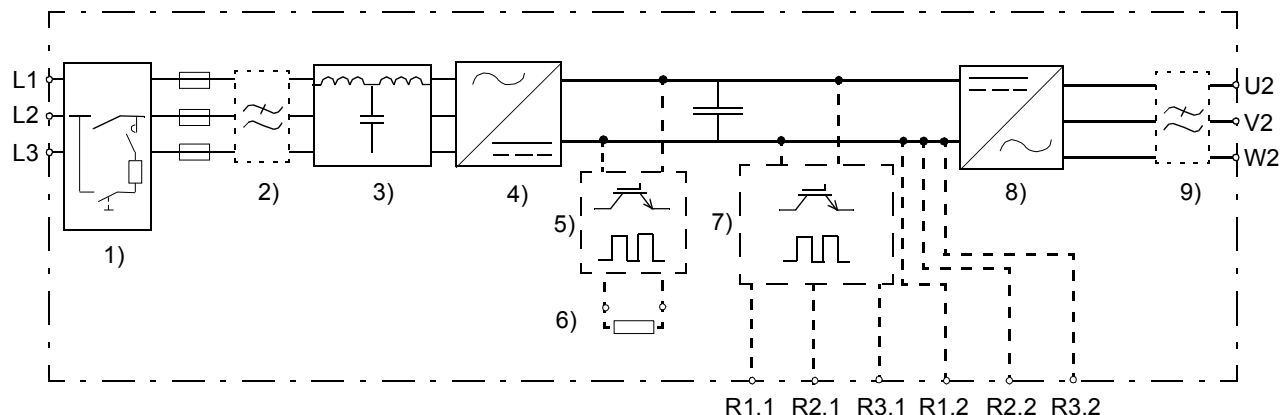 L1
L2
L3
1)
2)
3)
4)
5)
6)
7)
8)
9)
U2
V2
W2
R1.1 R2.1 R3.1 R1.2 R2.2 R3.2